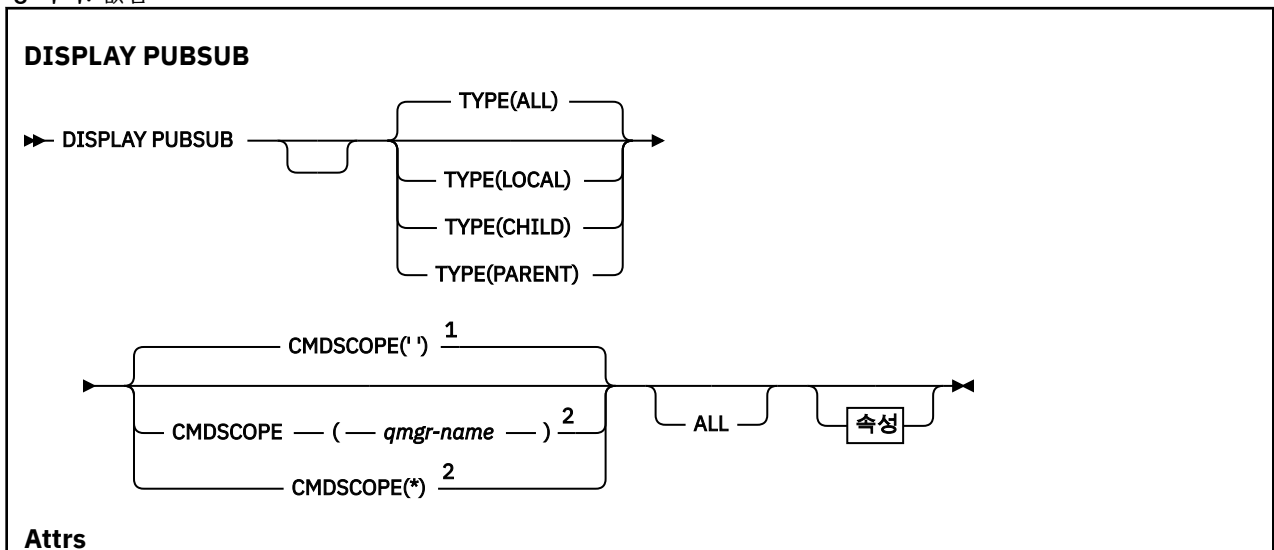 DISPLAY PUBSUB
TYPE(ALL)
DISPLAY PUBSUB
TYPE(LOCAL)
TYPE(CHILD)
TYPE(PARENT)
CMDSCOPE(' ') 1
CMDSCOPE ( qmgr-name ) 2
ALL
속성
CMDSCOPE(*) 2
Attrs